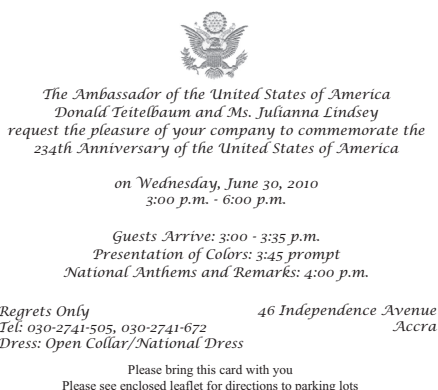 The Ambassador of the United States of America
Donald Teitelbaum and Ms. Julianna Lindsey
request the pleasure of your company to commemorate the
234th Anniversary of the United States of America
on Wednesday, June 30, 2010
3:00 p.m. - 6:00 p.m.
Guests Arrive: 3:00 - 3:35 p.m.
Presentation of Colors: 3:45 prompt
National Anthems and Remarks: 4:00 p.m.
Regrets Only
Tel: 030-2741-505, 030-2741-672
Dress: Open Collar/National Dress
46 Independence Avenue
Accra
Please bring this card with you
Please see enclosed leaflet for directions to parking lots